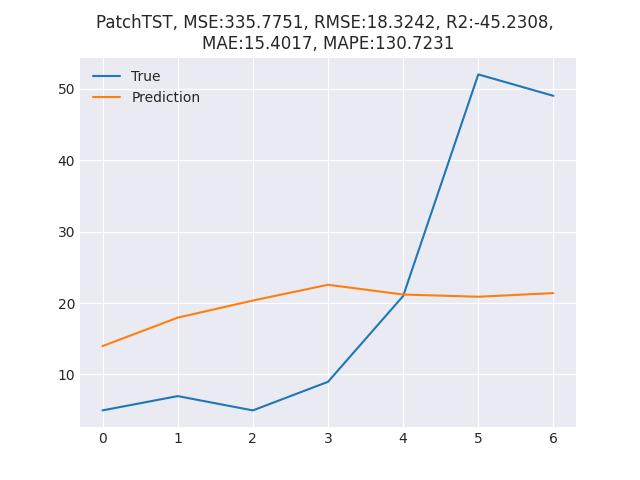 PatchTST, MSE:335.7751, RMSE:18.3242, R2:-45.2308,
MAE:15.4017, MAPE:130.7231
True
Prediction
50
40
30
20
10
0 1 2 3 4 5 6